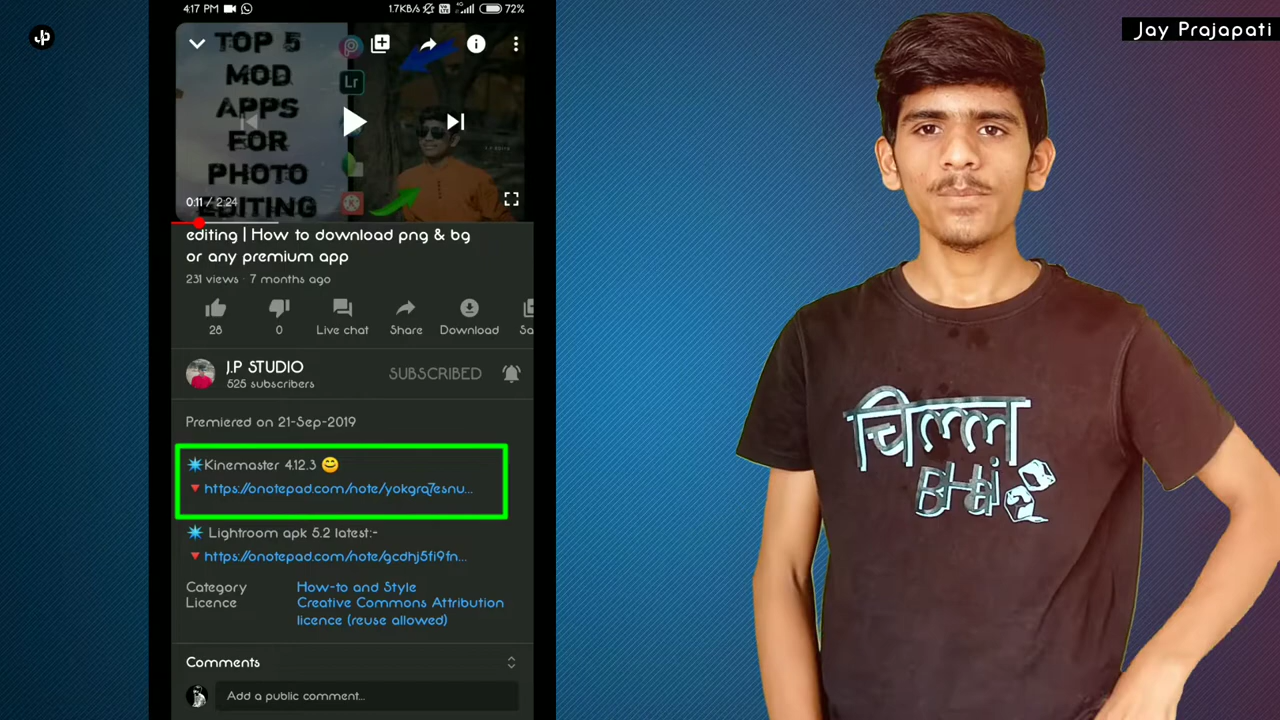 4:17 PM
1.7KB/s
72%
JP
Jay Prajapati
TOP 5
MOD
APPS
FOR
PHOTO
EDITING
Lr
0:11 / 2:24
editing | How to download png & bg
or any premium app
231 views · 7 months ago
28
0
Live chat
Share
Download
Sa
J.P STUDIO
525 subscribers
SUBSCRIBED
Premiered on 21-Sep-2019
Kinemaster 4.12.3 😊
https://onotepad.com/note/yokgrq7esnu...
Lightroom apk 5.2 latest:-
https://onotepad.com/note/gcdhj5fi9fn...
Category How-to and Style
Licence Creative Commons Attribution
licence (reuse allowed)
Comments
Add a public comment...
चिल्ल
BHai